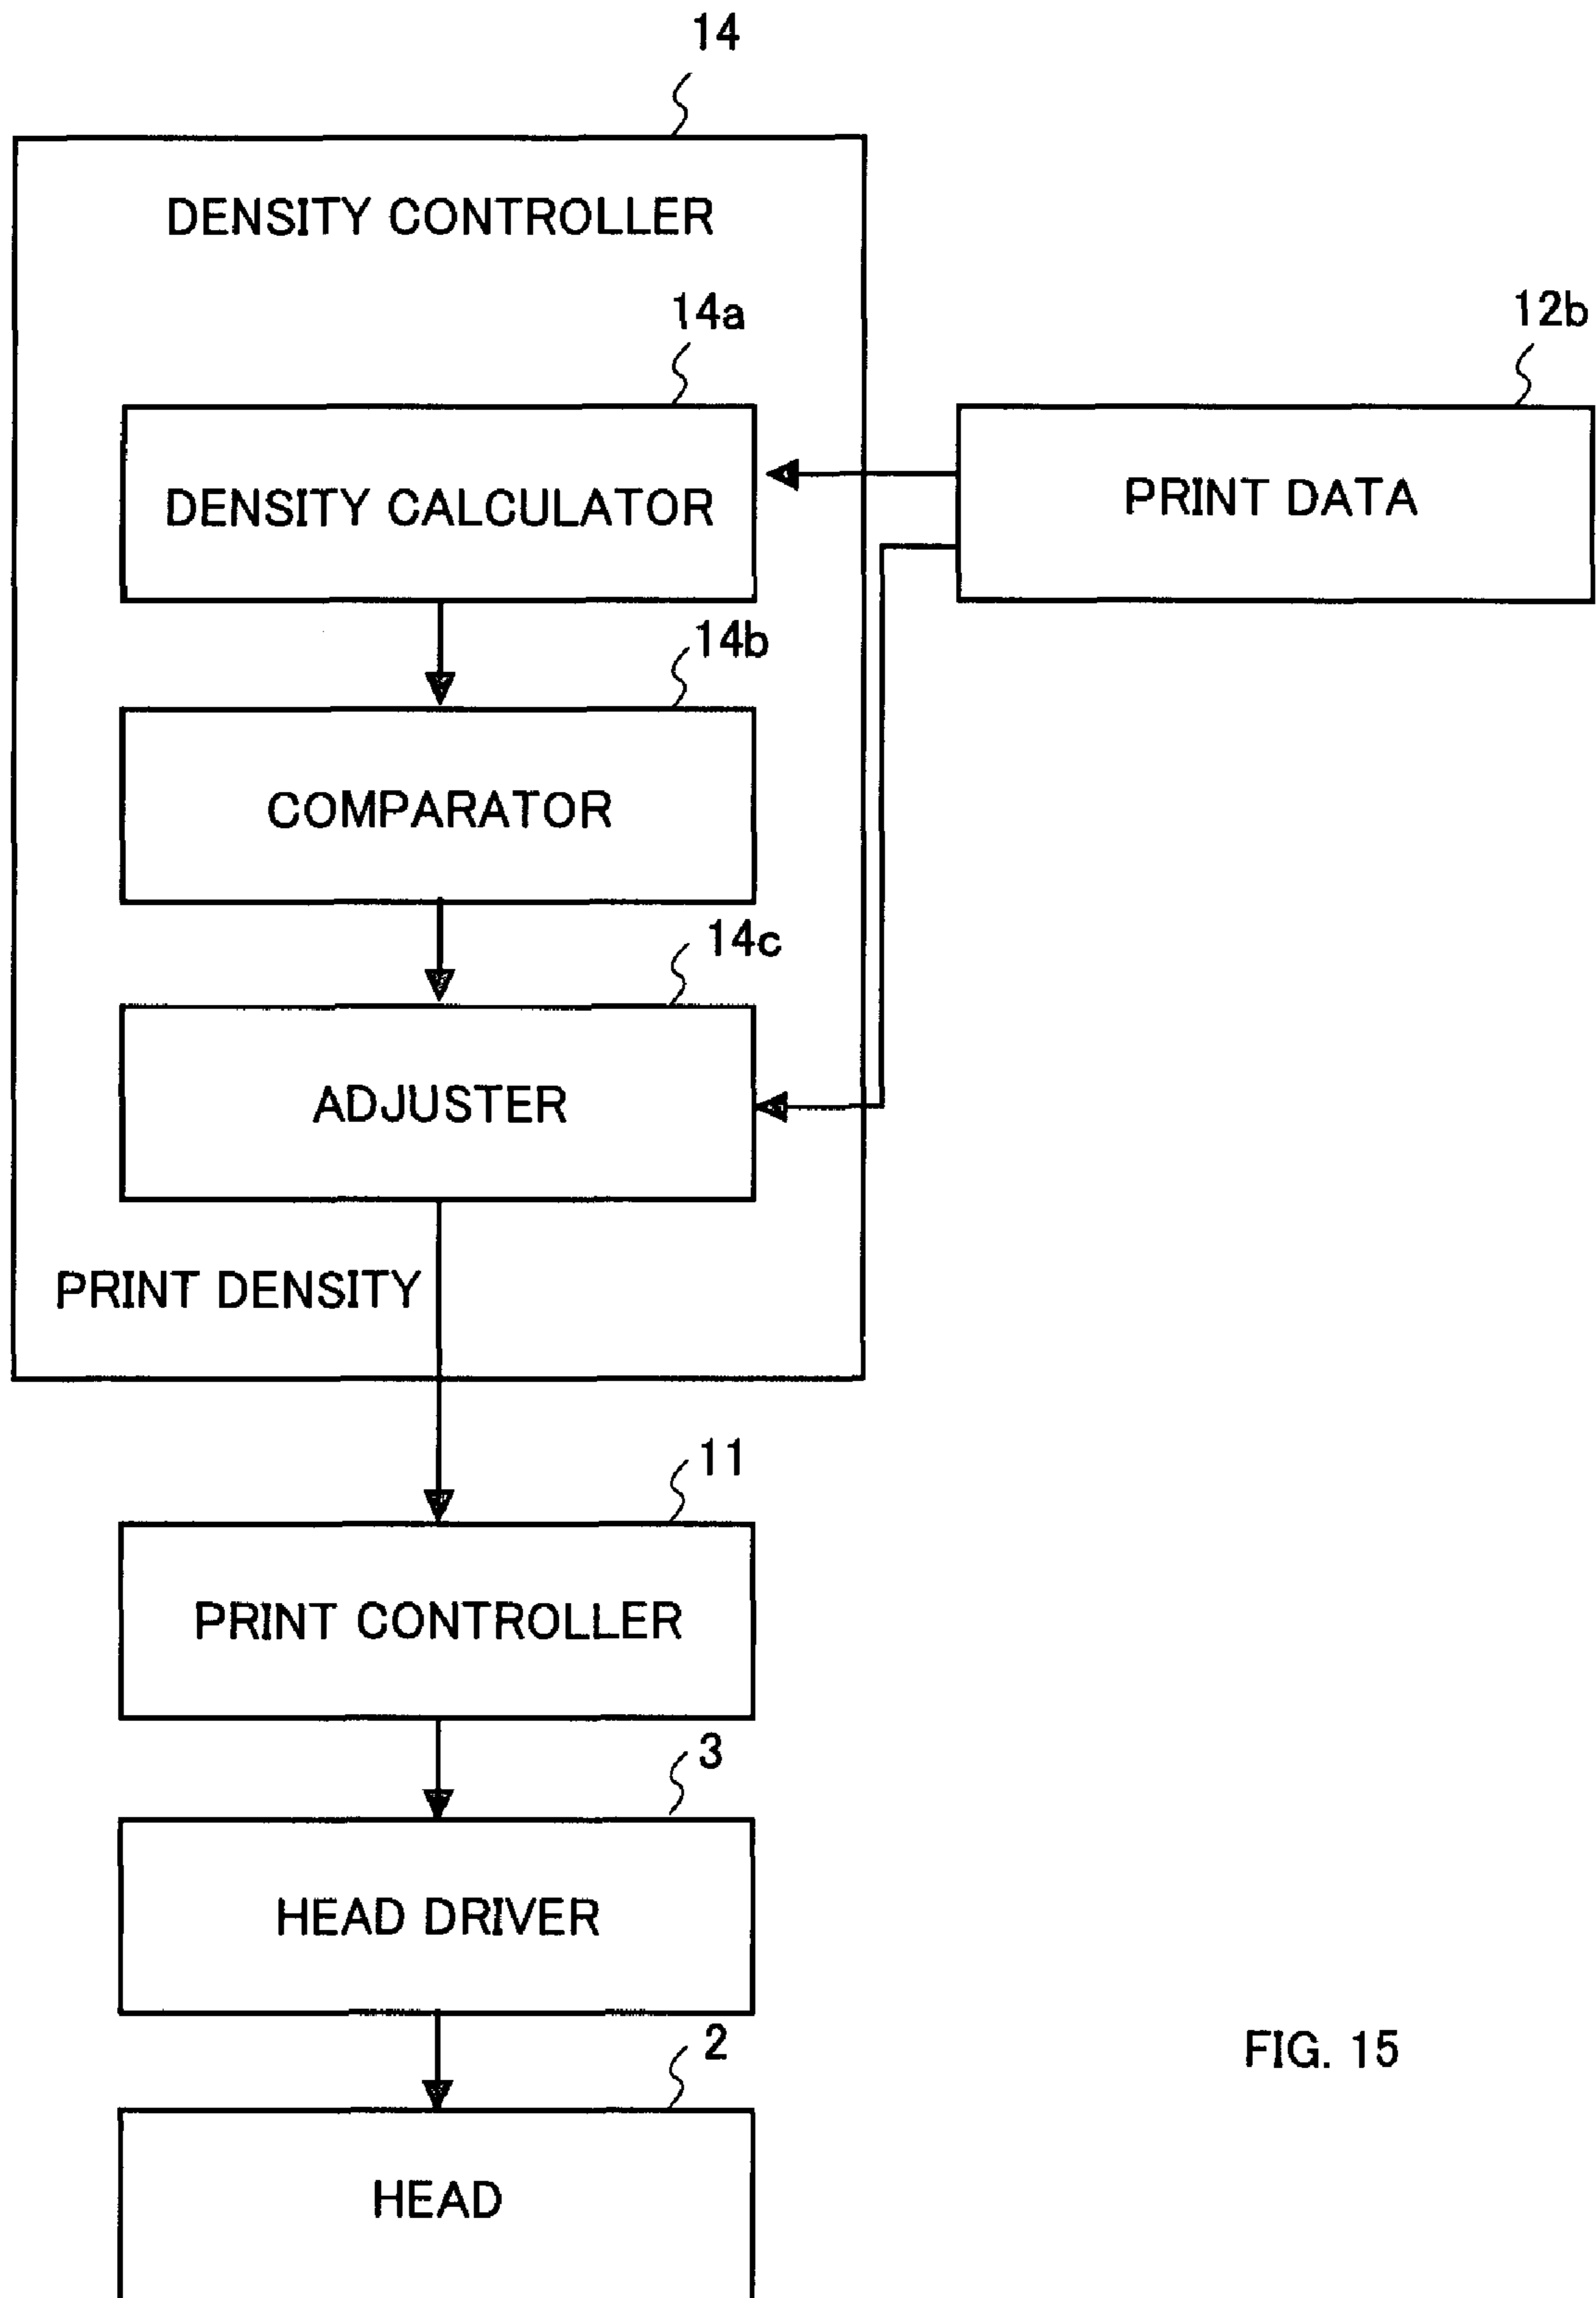 14
DENSITY CONTROLLER
14a
12b
DENSITY CALCULATOR
PRINT DATA
14b
COMPARATOR
14c
ADJUSTER
PRINT DENSITY
11
PRINT CONTROLLER
3
HEAD DRIVER
2
HEAD
FIG. 15